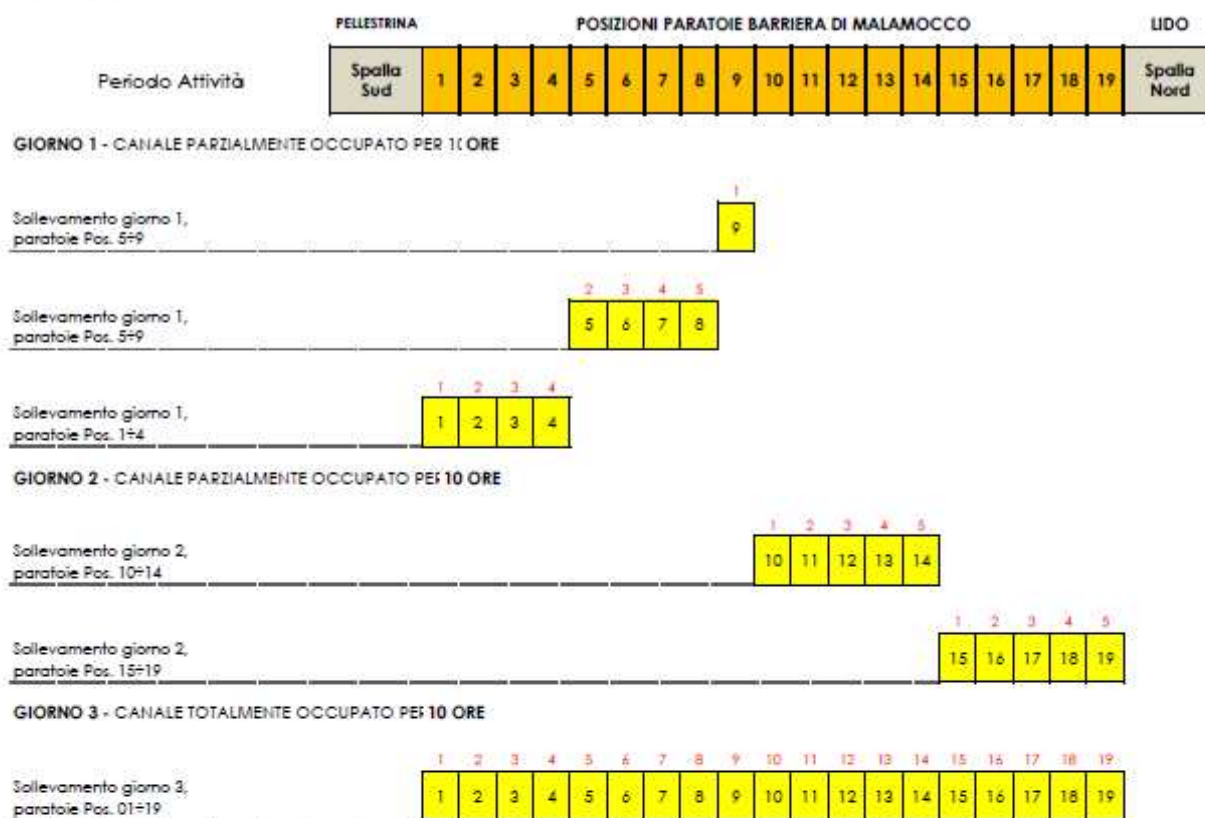 PELLESTRINA POSIZIONI PARATOIE BARRIERA DI MALAMOCCO LIDO
Periodo Attività Spalla Sud 1 2 3 4 5 6 7 8 9 10 11 12 13 14 15 16 17 18 19 Spalla Nord
GIORNO 1 - CANALE PARZIALMENTE OCCUPATO PER 10 ORE
1
Sollevamento giorno 1,
paratoie Pos. 5÷9
9
2 3 4 5
Sollevamento giorno 1,
paratoie Pos. 5÷9
5 6 7 8
1 2 3 4
Sollevamento giorno 1,
paratoie Pos. 1÷4
1 2 3 4
GIORNO 2 - CANALE PARZIALMENTE OCCUPATO PER 10 ORE
1 2 3 4 5
Sollevamento giorno 2,
paratoie Pos. 10÷14
10 11 12 13 14
1 2 3 4 5
Sollevamento giorno 2,
paratoie Pos. 15÷19
15 16 17 18 19
GIORNO 3 - CANALE TOTALMENTE OCCUPATO PER 10 ORE
1 2 3 4 5 6 7 8 9 10 11 12 13 14 15 16 17 18 19
Sollevamento giorno 3,
paratoie Pos. 01÷19
1 2 3 4 5 6 7 8 9 10 11 12 13 14 15 16 17 18 19